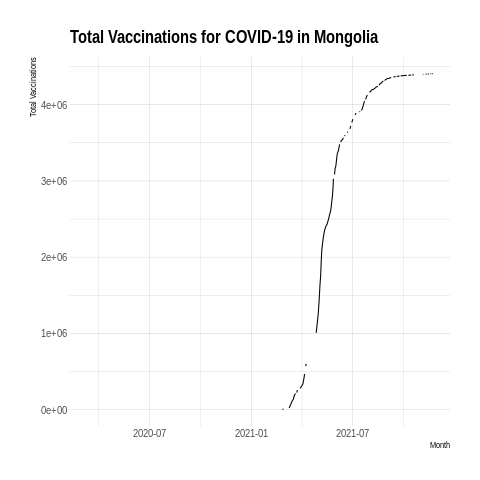 Total Vaccinations for COVID-19 in Mongolia
Total Vaccinations
4e+06
3e+06
2e+06
1e+06
0e+00
2020-07 2021-01 2021-07
Month